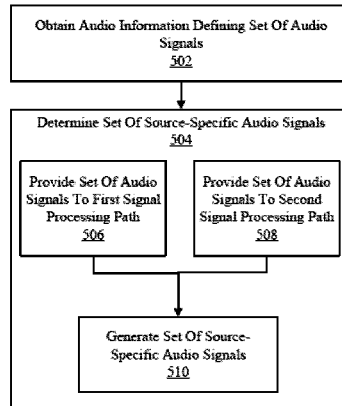 Obtain Audio Information Defining Set Of Audio
Signals
502
Determine Set Of Source-Specific Audio Signals
504
Provide Set Of Audio
Signals To First Signal
Processing Path
506
Provide Set Of Audio
Signals To Second
Signal Processing Path
508
Generate Set Of Source-
Specific Audio Signals
510